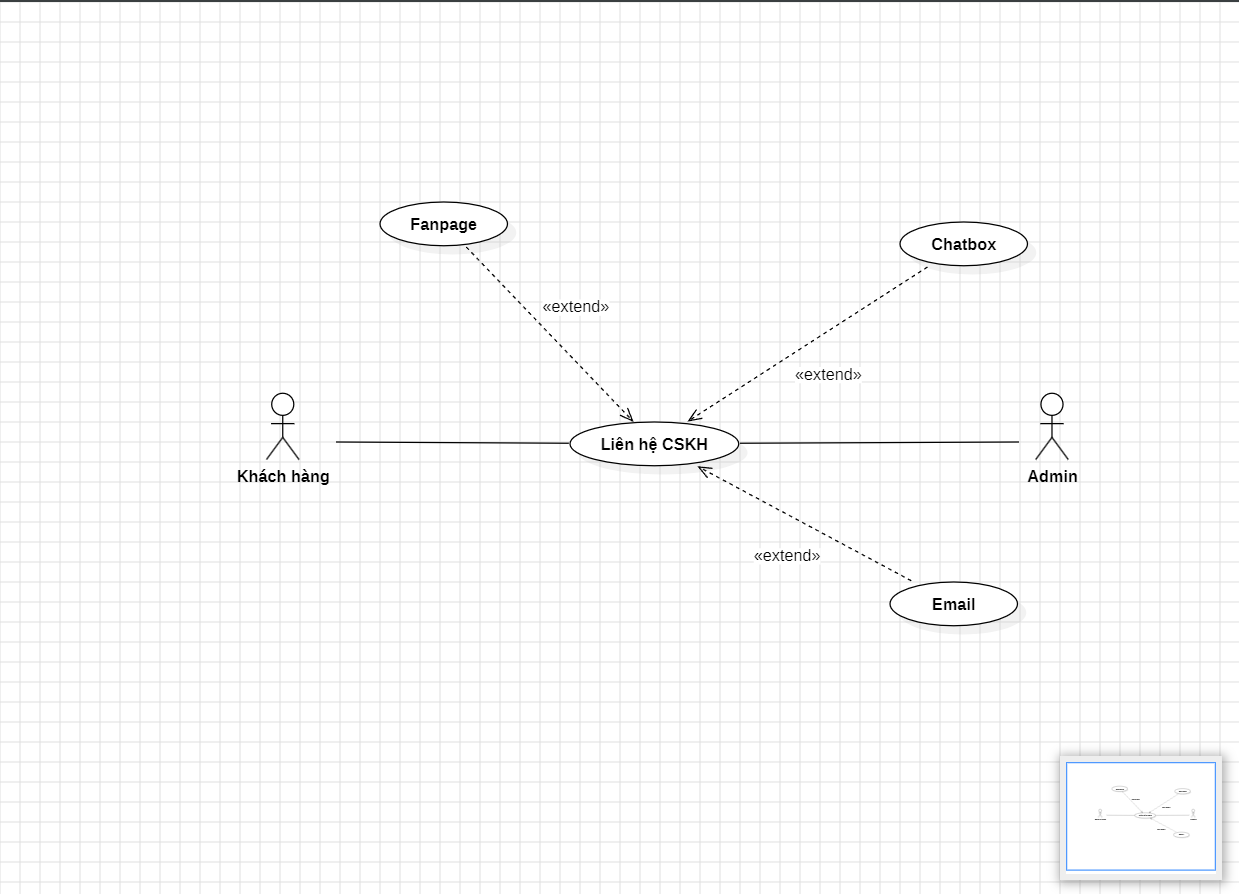 Fanpage
Chatbox
«extend»
«extend»
Liên hệ CSKH
Khách hàng
Admin
«extend»
Email